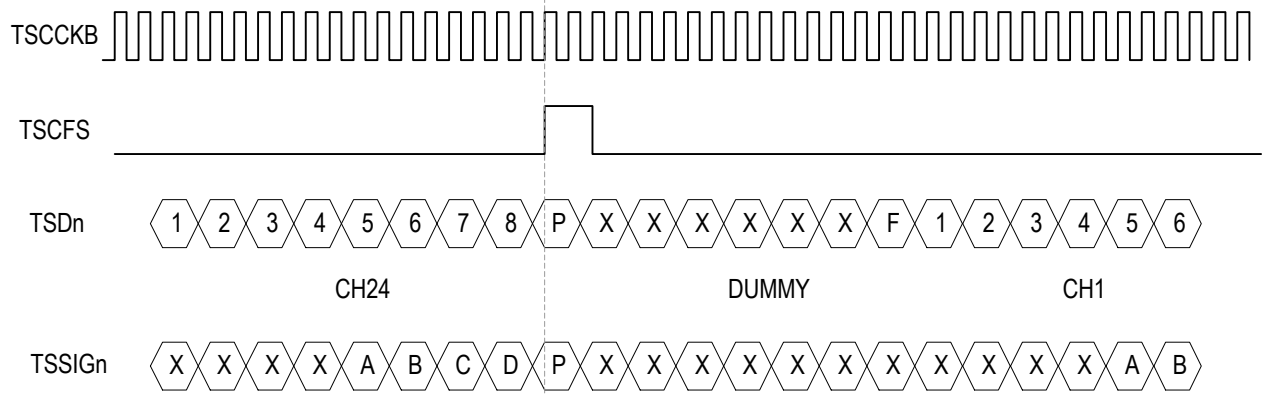 TSCCKB
TSCFS
TSDn 1 2 3 4 5 6 7 8 P X X X X X X F 1 2 3 4 5 6
CH24 DUMMY CH1
TSSIGn X X X X A B C D P X X X X X X X X X X X A B